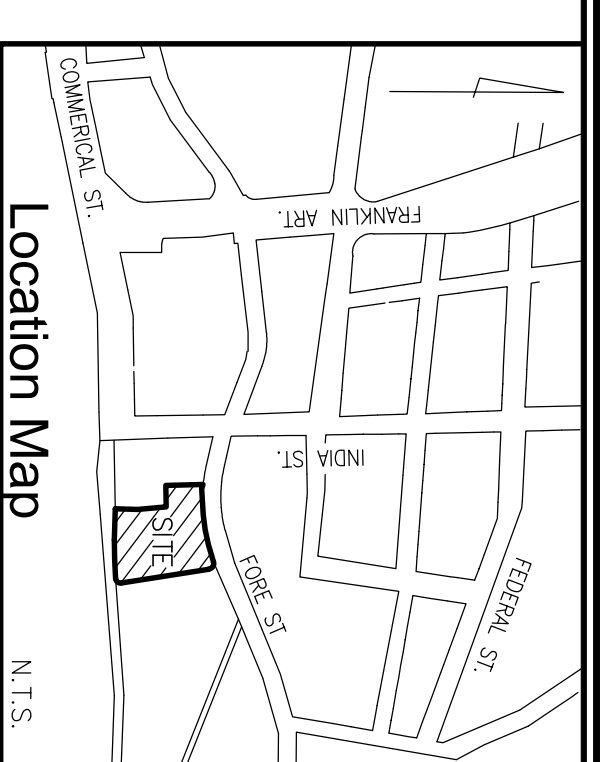 COMMERICAL ST.
FRANKLIN ART.
INDIA ST.
SITE
FORE ST
FEDERAL ST.
Location Map
N.T.S.